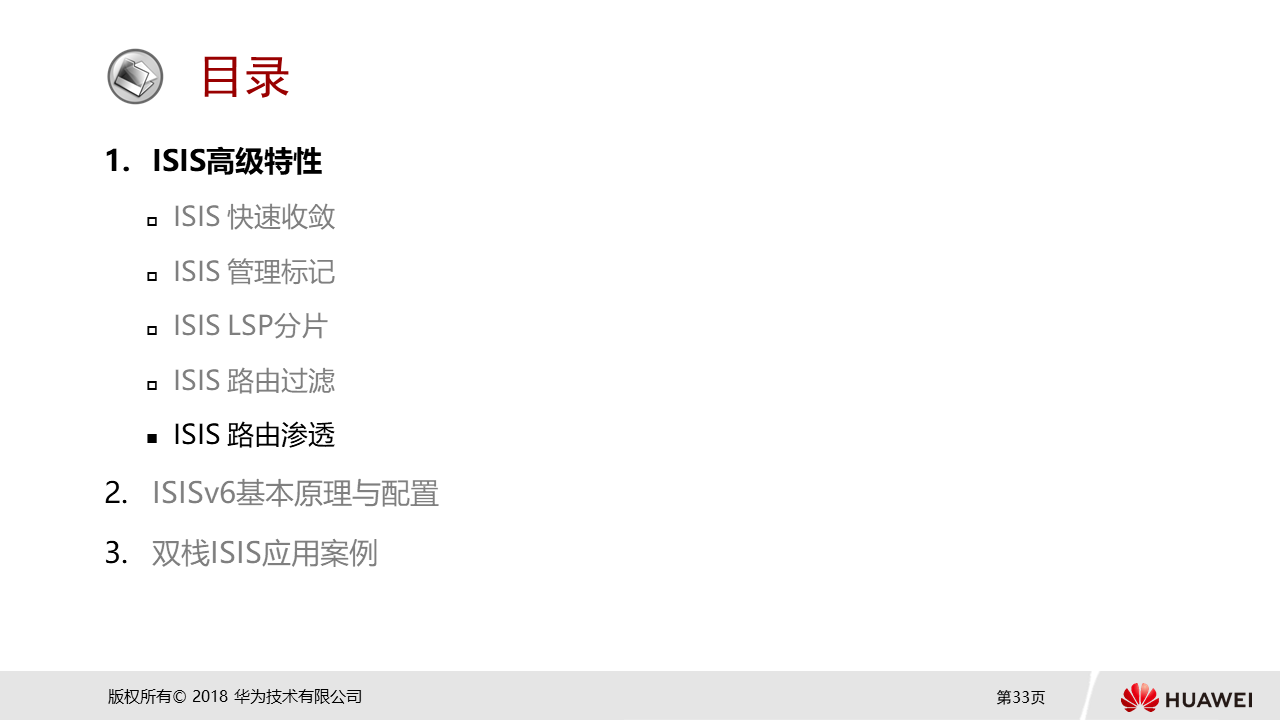 目录
1. ISIS高级特性
ISIS 快速收敛
ISIS 管理标记
ISIS LSP分片
ISIS 路由过滤
ISIS 路由渗透
2. ISISv6基本原理与配置
3. 双栈ISIS应用案例
版权所有© 2018 华为技术有限公司
第33页
HUAWEI